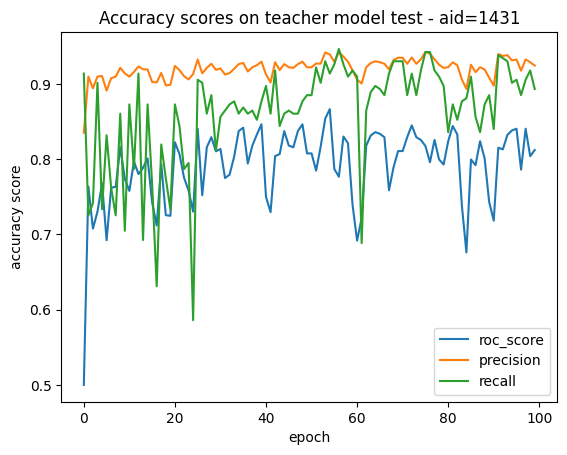 Accuracy scores on teacher model test - aid=1431
accuracy score
0.9
0.8
0.7
0.6
0.5
roc_score
precision
recall
0
20
40
60
80
100
epoch